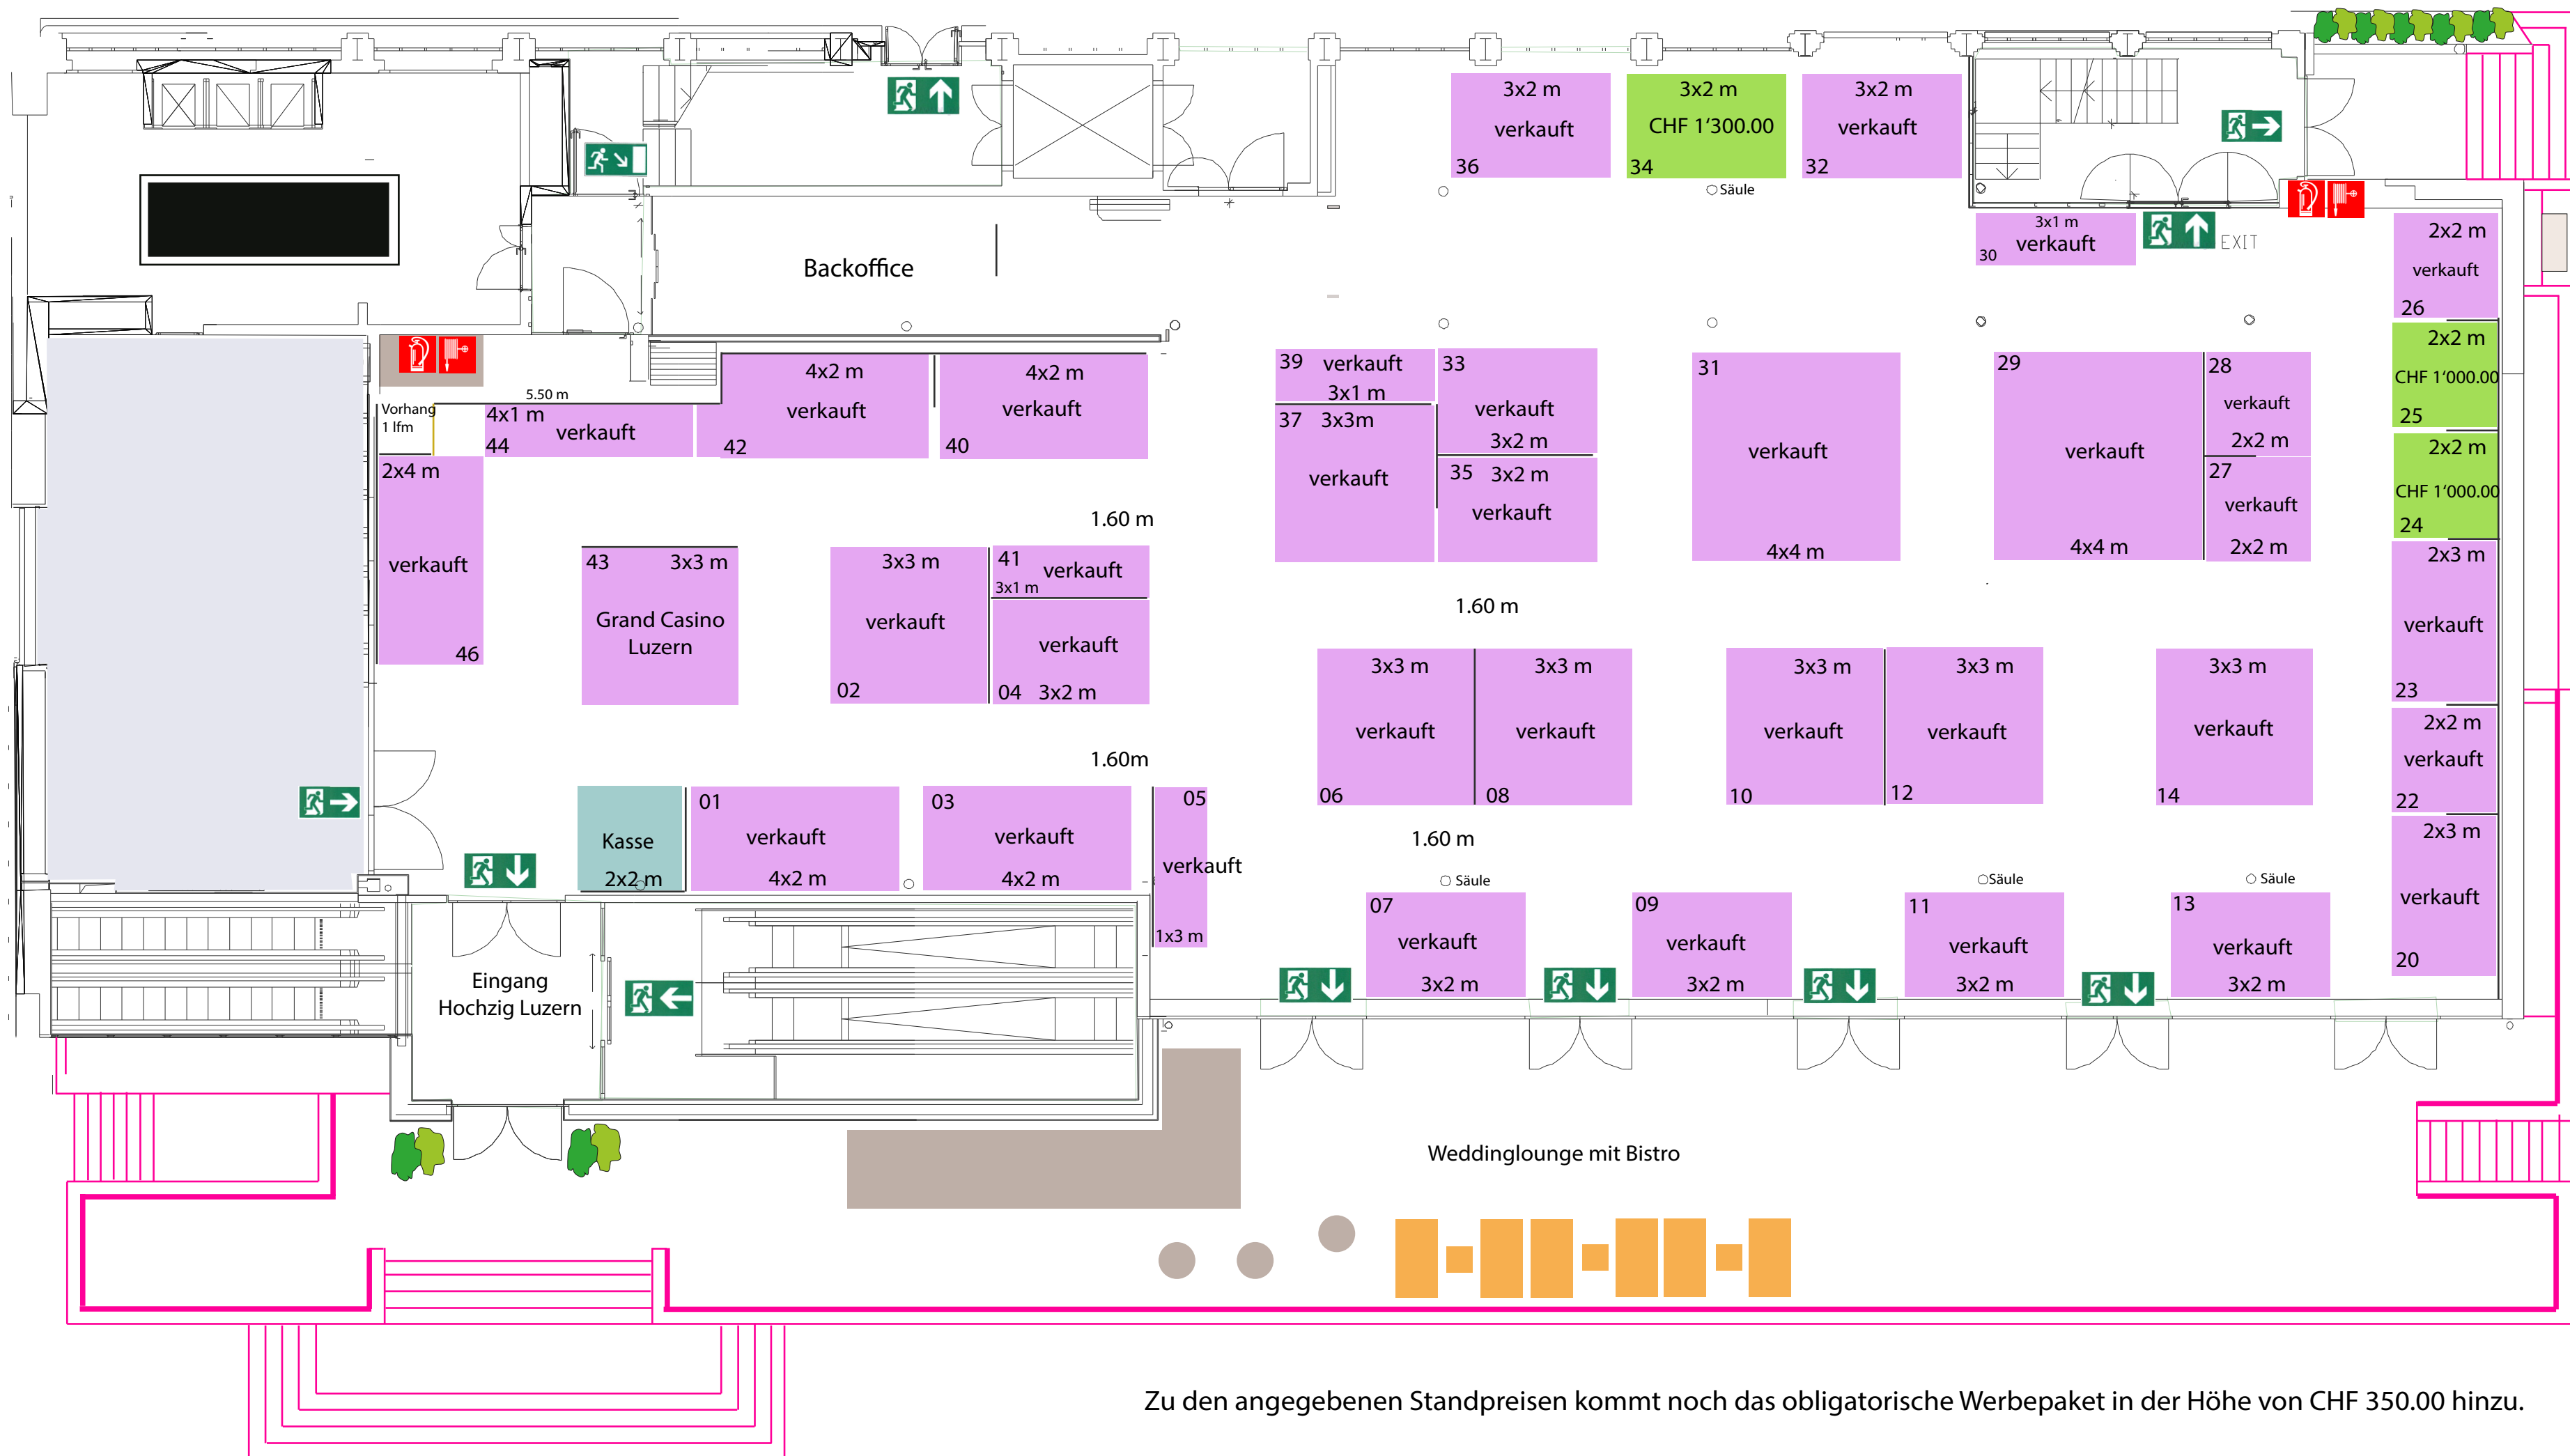 3x2 m
verkauft
36
3x2 m
CHF 1'300.00
34
3x2 m
verkauft
32
Säule
3x1 m
verkauft
30
EXIT
2x2 m
verkauft
26
Backoffice
2x2 m
CHF 1'000.00
25
2x2 m
CHF 1'000.00
24
Vorhang
1 lfm
5.50 m
4x1 m
verkauft
44
4x2 m
verkauft
42
4x2 m
verkauft
40
39 verkauft
3x1 m
33
verkauft
3x2 m
37 3x3m
verkauft
35 3x2 m
verkauft
31
verkauft
4x4 m
29
verkauft
4x4 m
28
verkauft
2x2 m
27
verkauft
2x2 m
2x4 m
verkauft
46
1.60 m
43 3x3 m
Grand Casino
Luzern
3x3 m
verkauft
02
41 verkauft
3x1 m
verkauft
04 3x2 m
1.60 m
2x3 m
verkauft
23
3x3 m
verkauft
06
3x3 m
verkauft
08
3x3 m
verkauft
10
3x3 m
verkauft
12
3x3 m
verkauft
14
2x2 m
verkauft
22
1.60m
Kasse
2x2 m
01
verkauft
4x2 m
03
verkauft
4x2 m
05
verkauft
1x3 m
1.60 m
2x3 m
verkauft
20
Säule
Säule
Säule
07
verkauft
3x2 m
09
verkauft
3x2 m
11
verkauft
3x2 m
13
verkauft
3x2 m
Eingang
Hochzig Luzern
Weddinglounge mit Bistro
Zu den angegebenen Standpreisen kommt noch das obligatorische Werbepaket in der Höhe von CHF 350.00 hinzu.